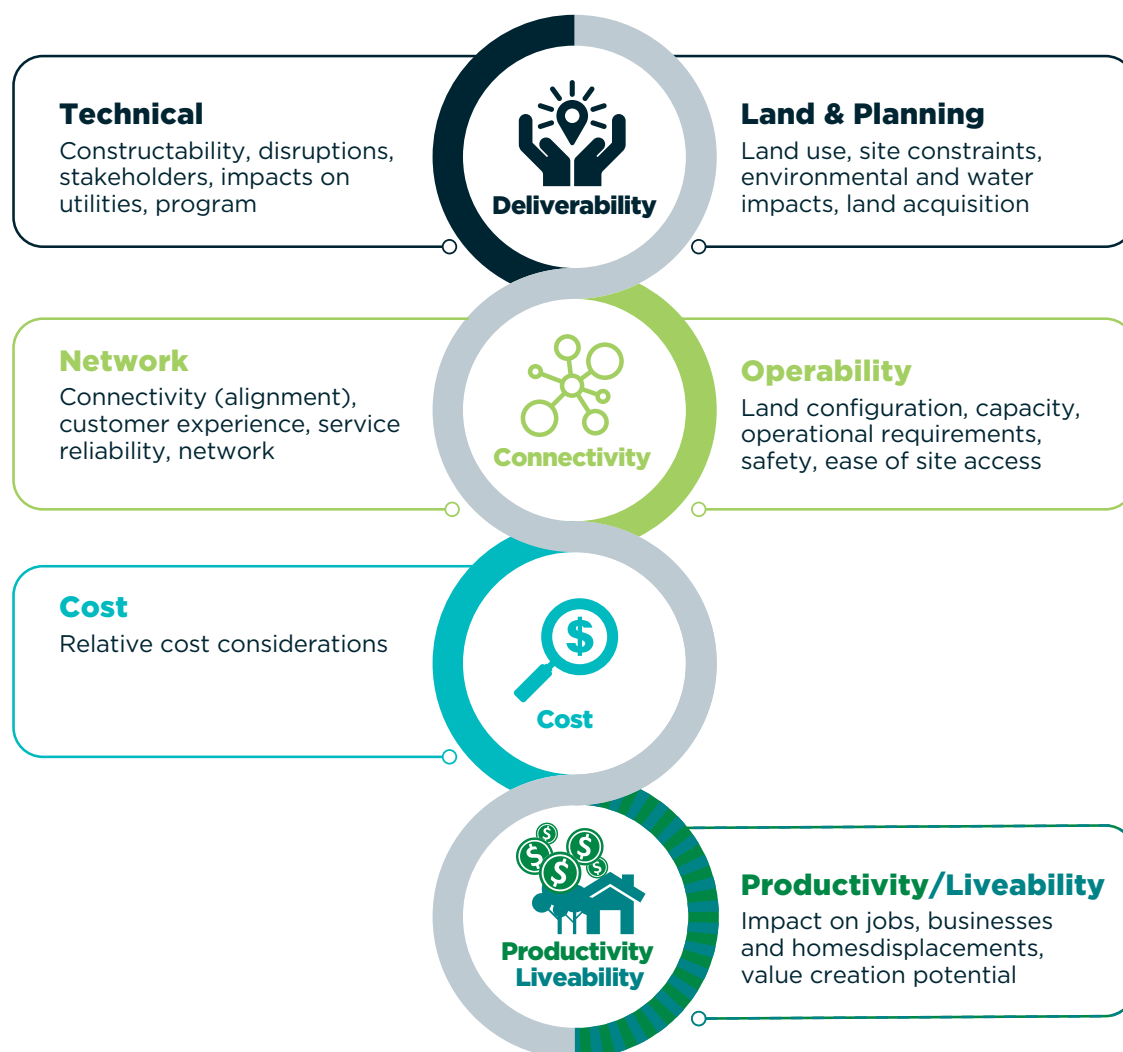 Technical
Constructability, disruptions,
stakeholders, impacts on
utilities, program
Deliverability
Land & Planning
Land use, site constraints,
environmental and water
impacts, land acquisition
Network
Connectivity (alignment),
customer experience, service
reliability, network
Connectivity
Operability
Land configuration, capacity,
operational requirements,
safety, ease of site access
Cost
Relative cost considerations
$
Cost
$
$
$
$
$
Productivity
Liveability
Productivity/Liveability
Impact on jobs, businesses
and homesdisplacements,
value creation potential